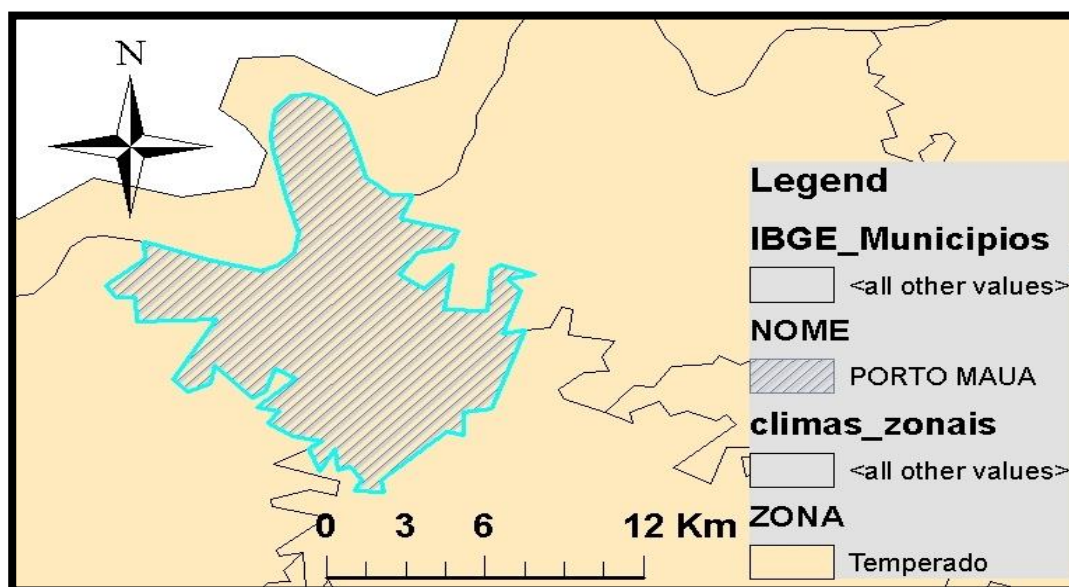 N
Legend
IBGE_Municipios
<all other values>
NOME
PORTO MAUA
climas_zonais
<all other values>
ZONA
Temperado
0 3 6 12 Km